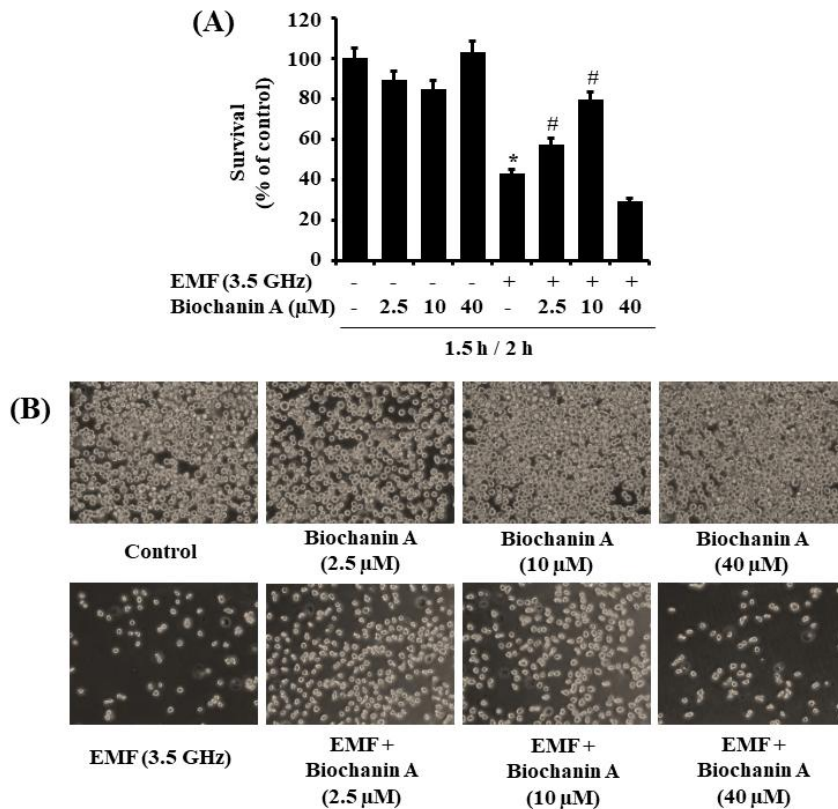 (A)
120
100
80
60
40
20
0
Survival
(% of control)
*
#
#
EMF (3.5 GHz) - - - - + + + +
Biochanin A (μM) - 2.5 10 40 - 2.5 10 40
1.5 h / 2 h
(B)
Control
Biochanin A
(2.5 μM)
Biochanin A
(10 μM)
Biochanin A
(40 μM)
EMF (3.5 GHz)
EMF +
Biochanin A
(2.5 μM)
EMF +
Biochanin A
(10 μM)
EMF +
Biochanin A
(40 μM)